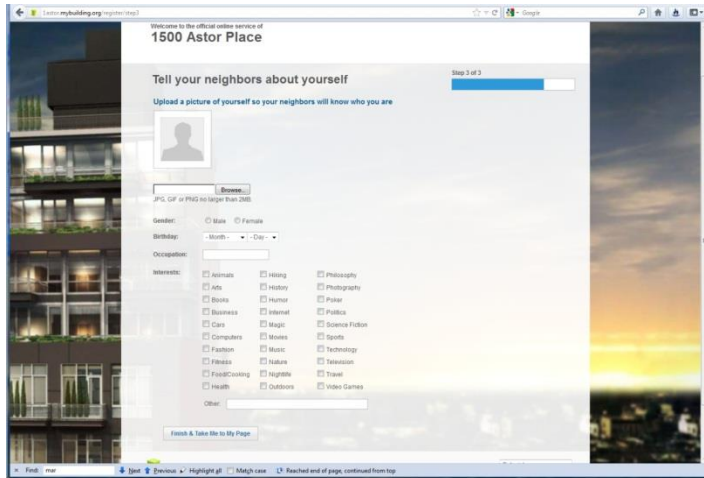 1astor.mybuilding.org/register/step3
Google
Welcome to the official online service of
1500 Astor Place
Tell your neighbors about yourself
Step 3 of 3
Upload a picture of yourself so your neighbors will know who you are
Browse..
JPG, GIF or PNG no larger than 2MB.
Gender: Male Female
Birthday: - Month - - Day -
Occupation:
Interests:
Animals Hiking Philosophy
Arts History Photography
Books Humor Poker
Business Internet Politics
Cars Magic Science Fiction
Computers Movies Sports
Fashion Music Technology
Fitness Nature Television
Food/Cooking Nightlife Travel
Health Outdoors Video Games
Other:
Finish & Take Me to My Page
× Find: mar Next Previous Highlight all Match case Reached end of page, continued from top